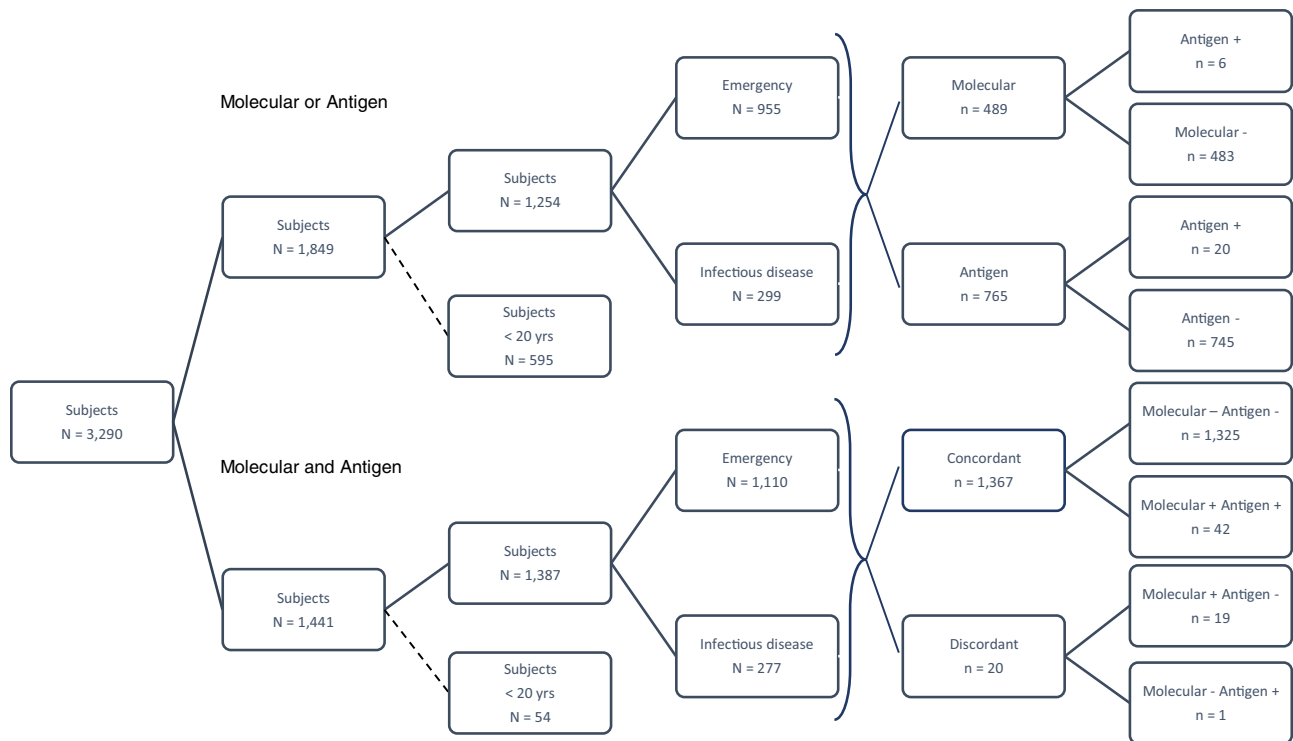 Molecular or Antigen
Molecular and Antigen
Subjects
N = 3,290
Subjects
N = 1,849
Subjects
N = 1,441
Subjects
N = 1,254
Subjects
< 20 yrs
N = 595
Subjects
N = 1,387
Subjects
< 20 yrs
N = 54
Emergency
N = 955
Infectious disease
N = 299
Emergency
N = 1,110
Infectious disease
N = 277
Molecular
n = 489
Antigen
n = 765
Concordant
n = 1,367
Discordant
n = 20
Antigen +
n = 6
Molecular -
n = 483
Antigen +
n = 20
Antigen -
n = 745
Molecular – Antigen -
n = 1,325
Molecular + Antigen +
n = 42
Molecular + Antigen -
n = 19
Molecular - Antigen +
n = 1